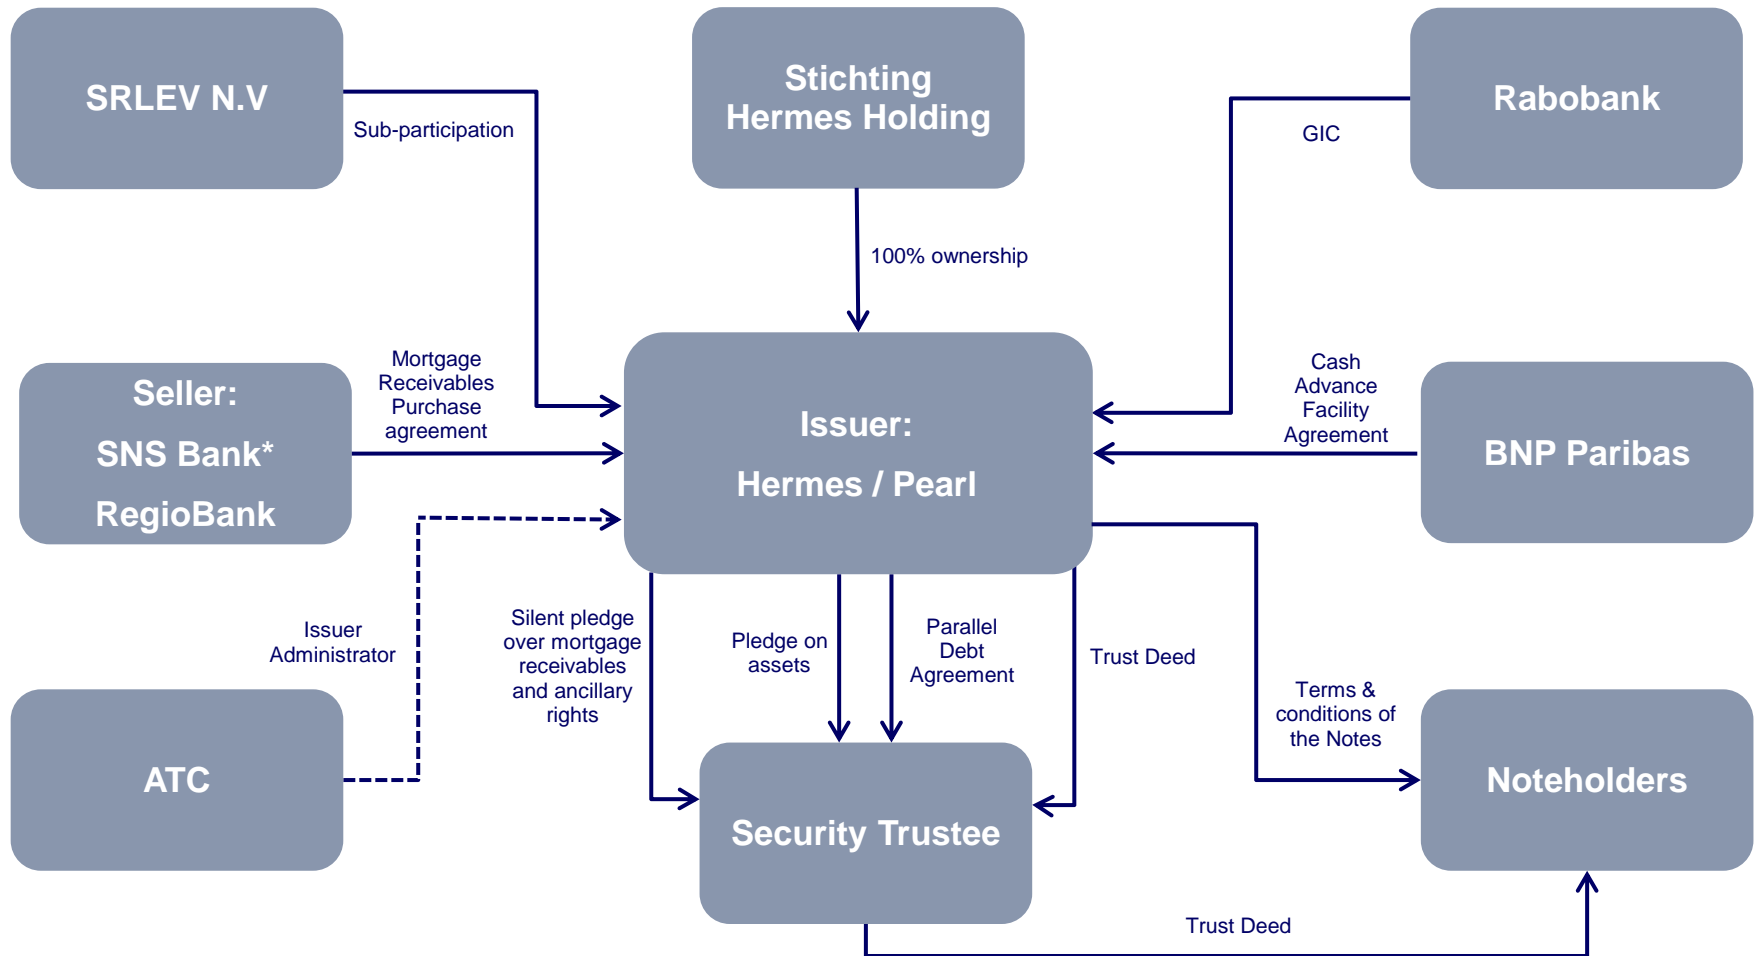 SRLEV N.V
Sub-participation
Stichting
Hermes Holding
Rabobank
GIC
100% ownership
Seller:
SNS Bank*
RegioBank
Mortgage
Receivables
Purchase
agreement
Issuer:
Hermes / Pearl
Cash
Advance
Facility
Agreement
BNP Paribas
Issuer
Administrator
Silent pledge
over mortgage
receivables
and ancillary
rights
Pledge on
assets
Parallel
Debt
Agreement
Trust Deed
Terms &
conditions of
the Notes
ATC
Security Trustee
Noteholders
Trust Deed